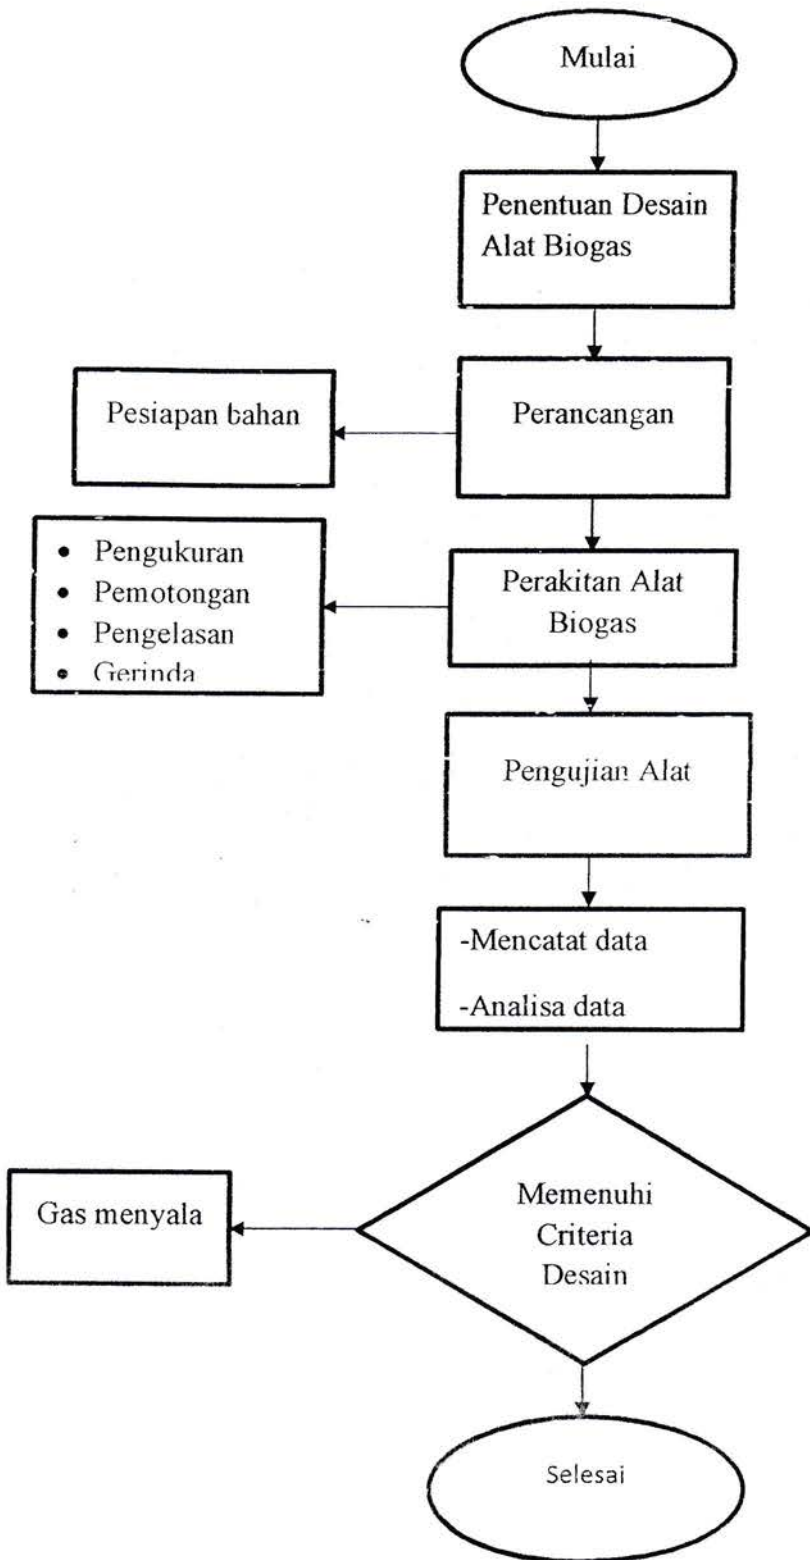 Mulai
Penentuan Desain
Alat Biogas
Pesiapan bahan
Perancangan
• Pengukuran
• Pemotongan
• Pengelasan
• Gerinda
Perakitan Alat
Biogas
Pengujian Alat
-Mencatat data
-Analisa data
Gas menyala
Memenuhi
Criteria
Desain
Selesai